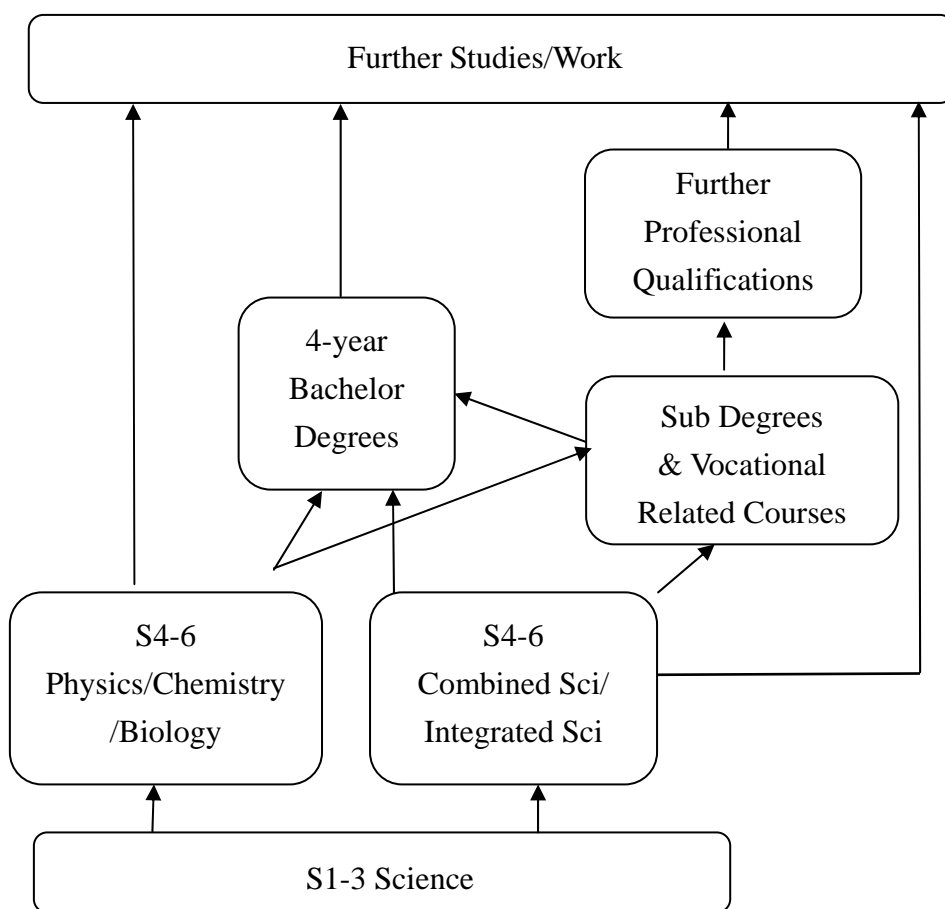 Further Studies/Work
Further
Professional
Qualifications
4-year
Bachelor
Degrees
Sub Degrees
& Vocational
Related Courses
S4-6
Physics/Chemistry
/Biology
S4-6
Combined Sci/
Integrated Sci
S1-3 Science